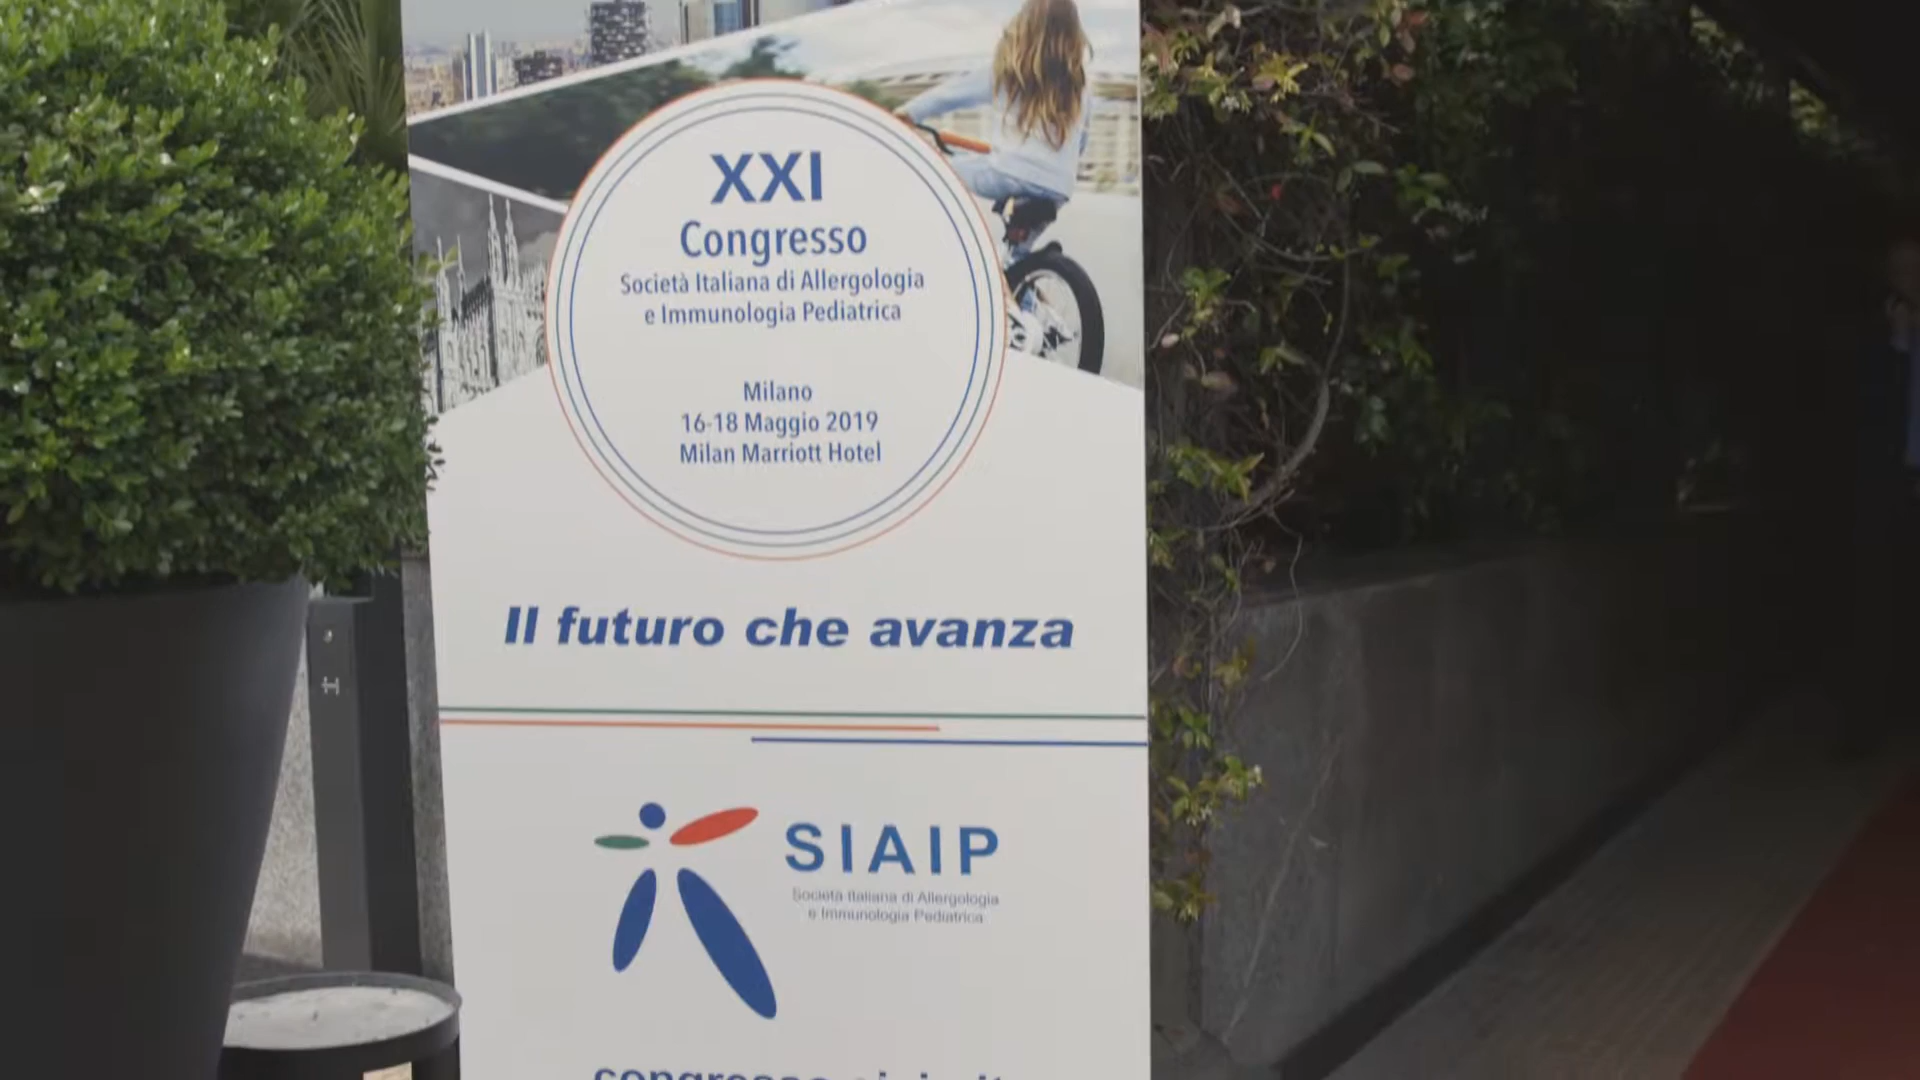 XXI
Congresso
Società Italiana di Allergologia
e Immunologia Pediatrica
Milano
16-18 Maggio 2019
Milan Marriott Hotel
Il futuro che avanza
SIAIP
Società Italiana di Allergologia
e Immunologia Pediatrica